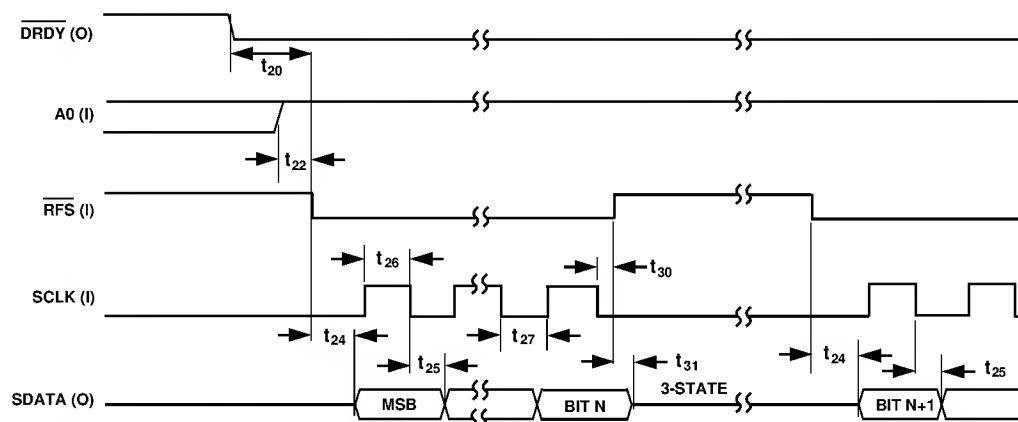 DRDY (O)
t20
A0 (I)
t22
RFS (I)
t26
t30
SCLK (I)
t24
t27
t25
t31
t24
t25
3-STATE
SDATA (O)
MSB
BIT N
BIT N+1